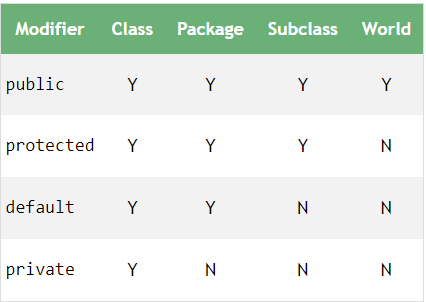 Modifier Class Package Subclass World
public Y Y Y Y
protected Y Y Y N
default Y Y N N
private Y N N N